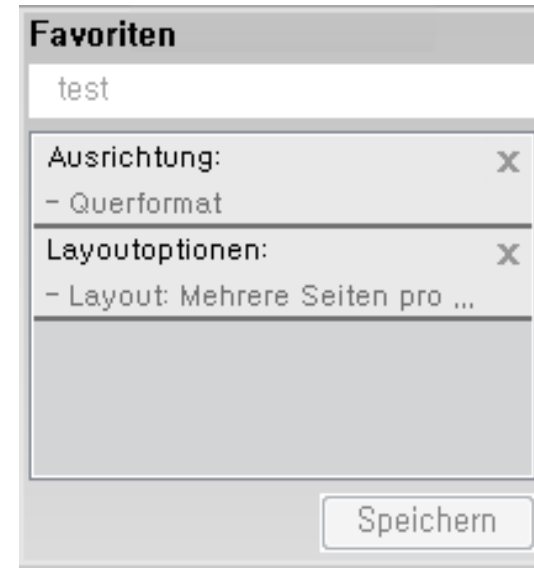 Favoriten
test
Ausrichtung: x
- Querformat
Layoutoptionen: x
- Layout: Mehrere Seiten pro ...
Speichern